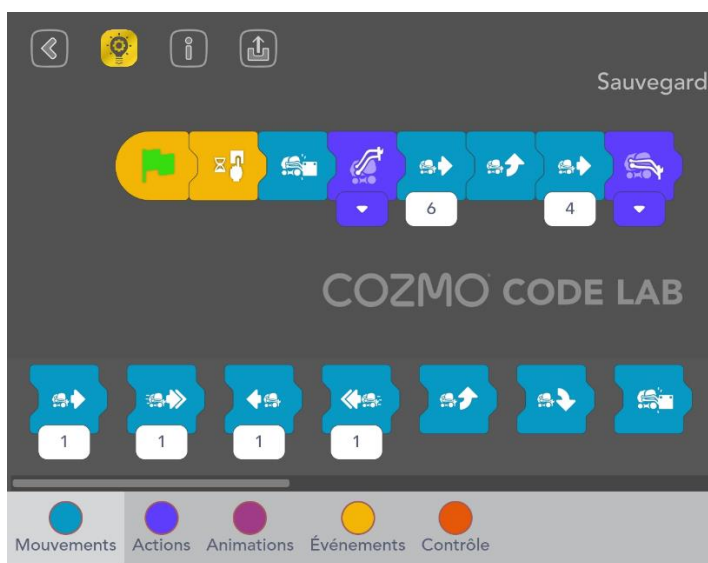 Sauvegard
6
4
COZMO CODE LAB
1
1
1
1
Mouvements
Actions
Animations
Événements
Contrôle